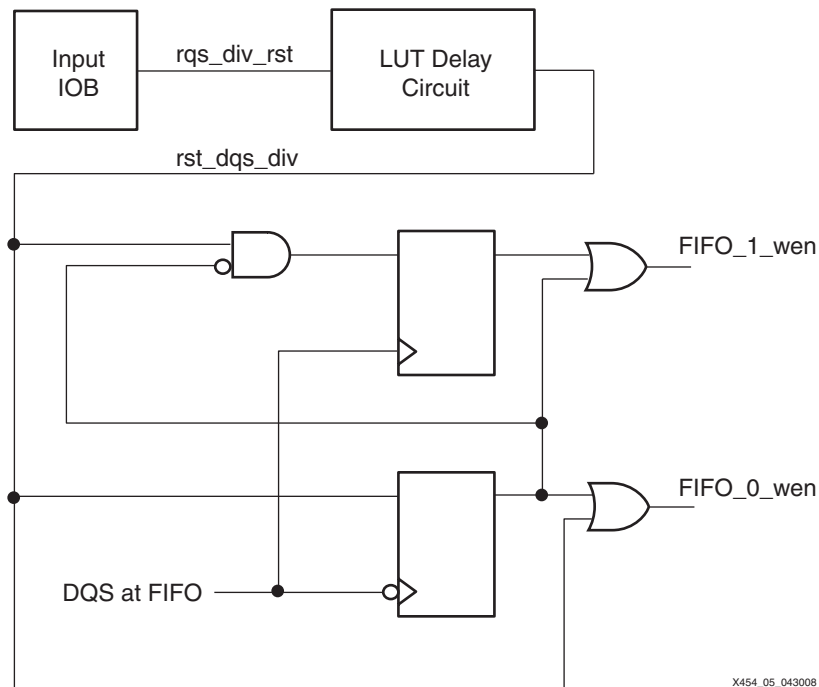 Input
IOB
rqs_div_rst
LUT Delay
Circuit
rst_dqs_div
FIFO_1_wen
FIFO_0_wen
DQS at FIFO
X454_05_043008